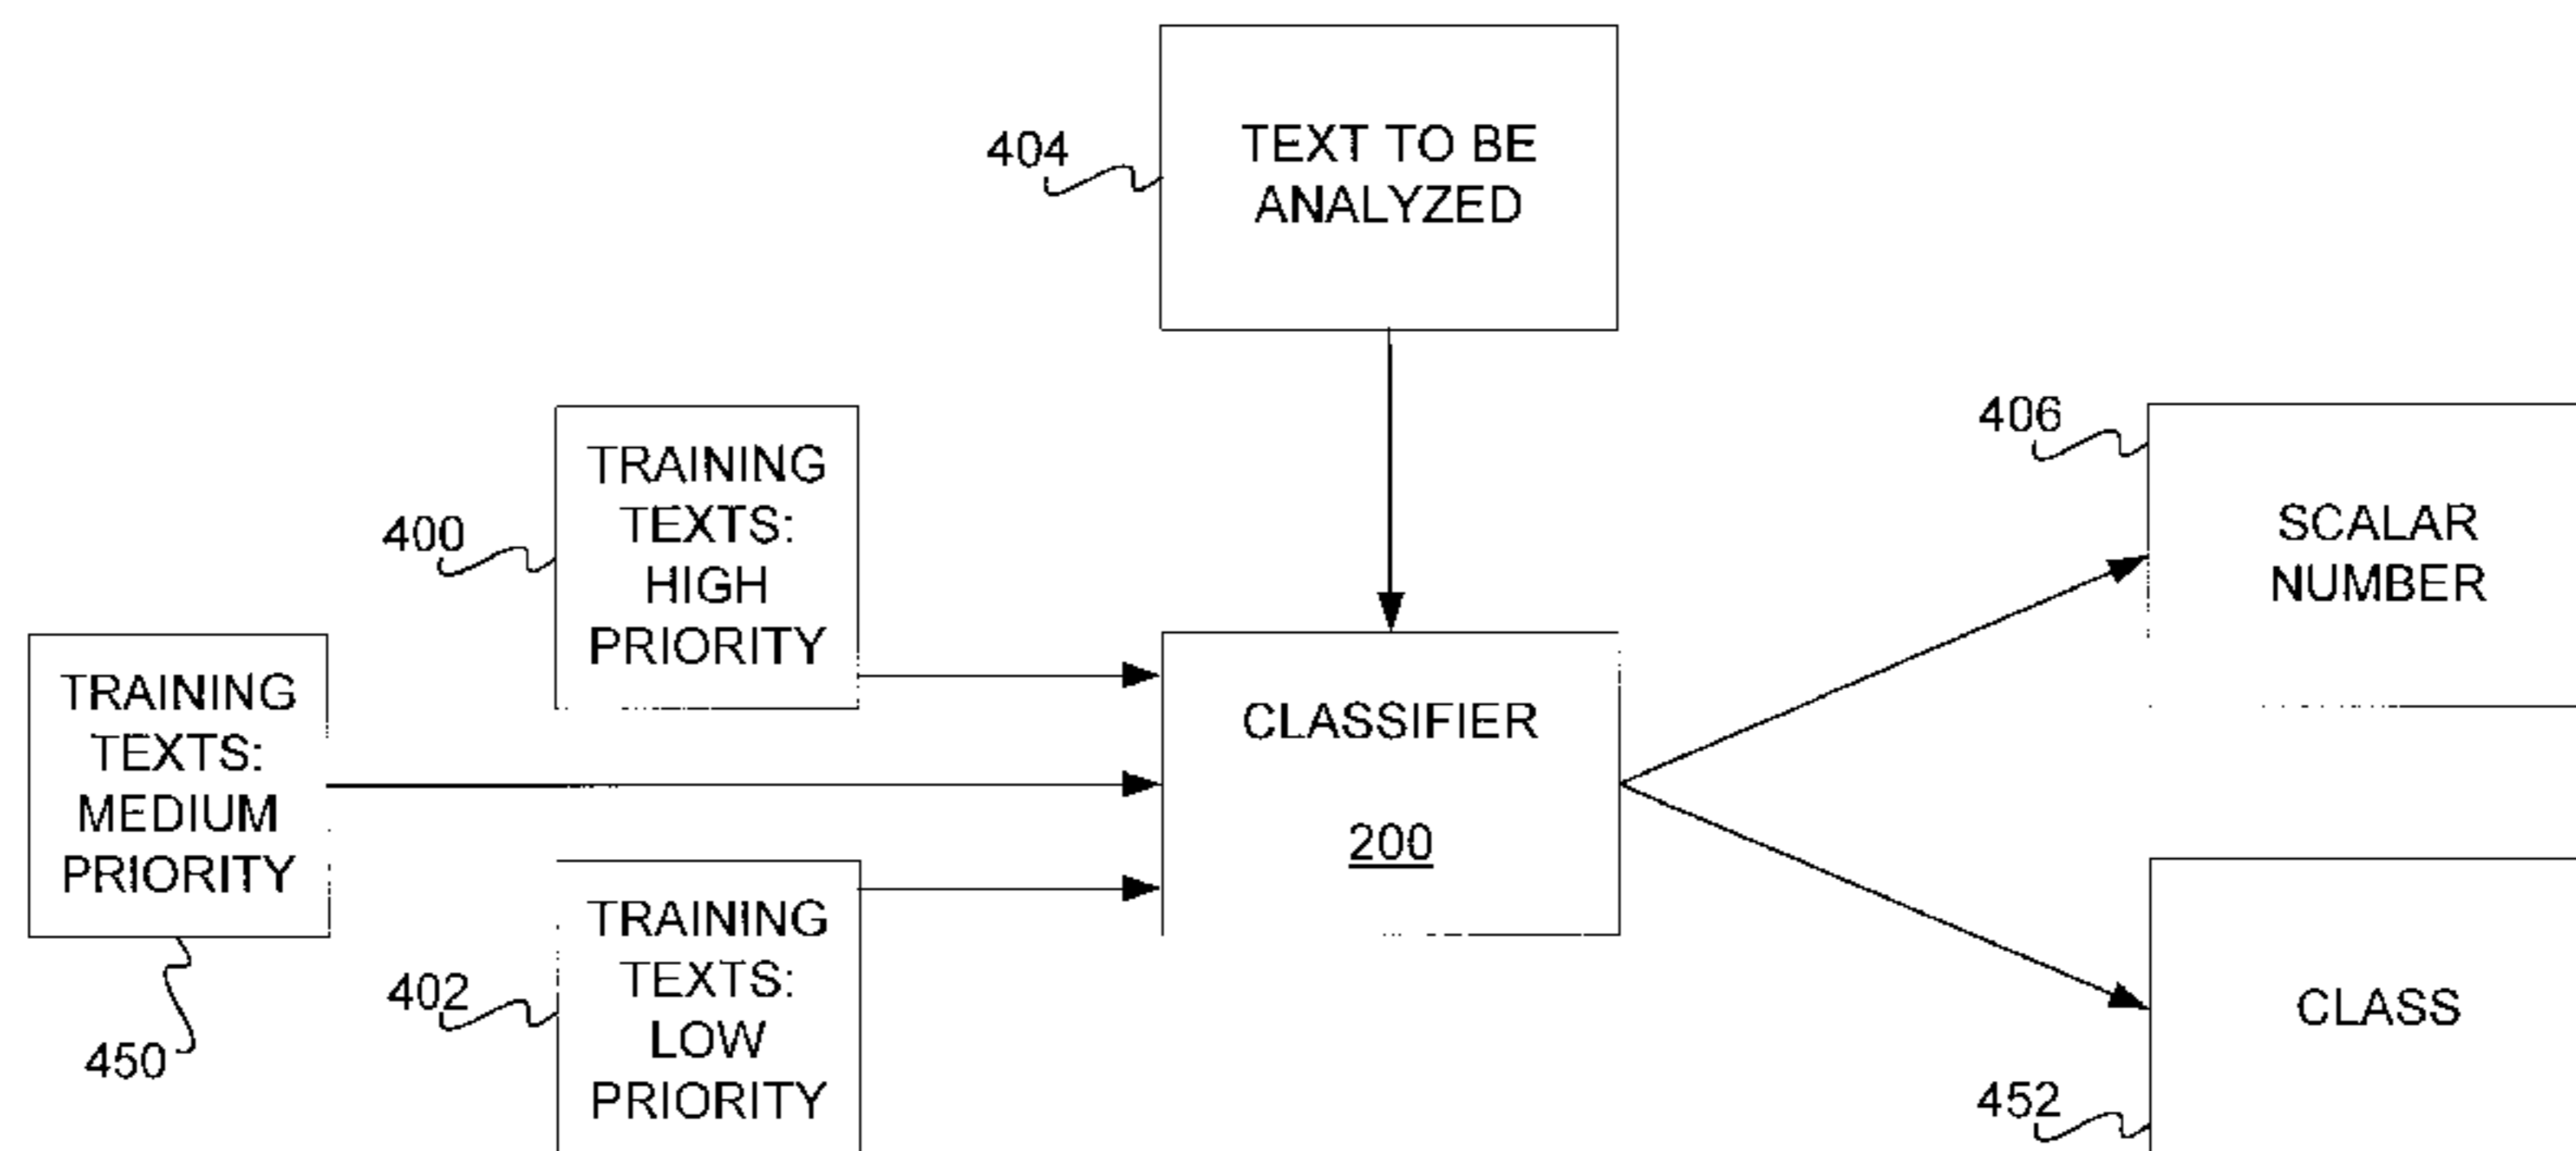 404
TEXT TO BE
ANALYZED
400
TRAINING
TEXTS:
HIGH
PRIORITY
406
SCALAR
NUMBER
TRAINING
TEXTS:
MEDIUM
PRIORITY
450
CLASSIFIER
200
402
TRAINING
TEXTS:
LOW
PRIORITY
CLASS
452